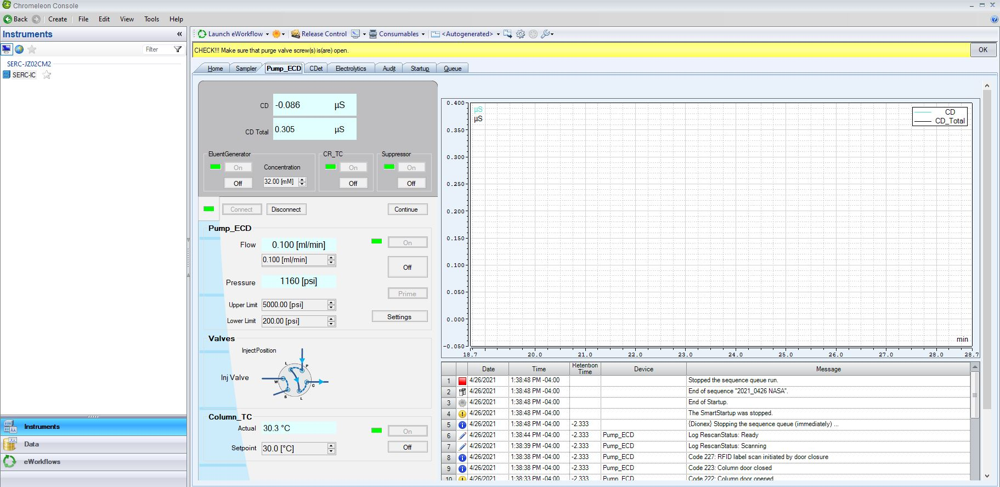 Chromeleon Console
Back Create File Edit View Tools Help
Instruments «
Filter
SERC-JZ02CM2
SERC-IC
Instruments
Data
eWorkflows
Launch eWorkflow Release Control Consumables <Autogenerated>
CHECK!!! Make sure that purge valve screw(s) is(are) open. OK
Home Sampler Pump_ECD CDet Electrolytics Audit Startup Queue
CD -0.086 µS
CD Total 0.305 µS
EluentGenerator CR_TC Suppressor
On Concentration On On
Off 32.00 [mM] Off Off
Connect Disconnect Continue
Pump_ECD
Flow 0.100 [ml/min] On
0.100 [ml/min]
Off
Pressure 1160 [psi]
Prime
Upper Limit 5000.00 [psi]
Lower Limit 200.00 [psi] Settings
Valves
InjectPosition
Inj Valve
L P
W C
S L
Column_TC
Actual 30.3 °C On
Setpoint 30.0 [°C] Off
0.400
0.350
0.300
0.250
0.200
0.150
0.100
0.050
0.000
-0.050
µS
µS
CD
CD_Total
min
18.7 20.0 21.0 22.0 23.0 24.0 25.0 26.0 27.0 28.0 28.7
Date Time Retention Time Device Message
1 4/26/2021 1:38:48 PM -04:00 Stopped the sequence queue run.
2 4/26/2021 1:38:48 PM -04:00 End of sequence "2021_0426 NASA".
3 4/26/2021 1:38:48 PM -04:00 End of Startup.
4 4/26/2021 1:38:48 PM -04:00 The SmartStartup was stopped.
5 4/26/2021 1:38:48 PM -04:00 -2.333 {Dionex} Stopping the sequence queue (immediately) ...
6 4/26/2021 1:38:44 PM -04:00 -2.333 Pump_ECD Log RescanStatus: Ready
7 4/26/2021 1:38:39 PM -04:00 -2.333 Pump_ECD Log RescanStatus: Scanning
8 4/26/2021 1:38:38 PM -04:00 -2.333 Pump_ECD Code 227: RFID label scan initiated by door closure
9 4/26/2021 1:38:38 PM -04:00 -2.333 Pump_ECD Code 223: Column door closed
10 4/26/2021 1:38:33 PM -04:00 -2.333 Pump_ECD Code 222: Column door opened